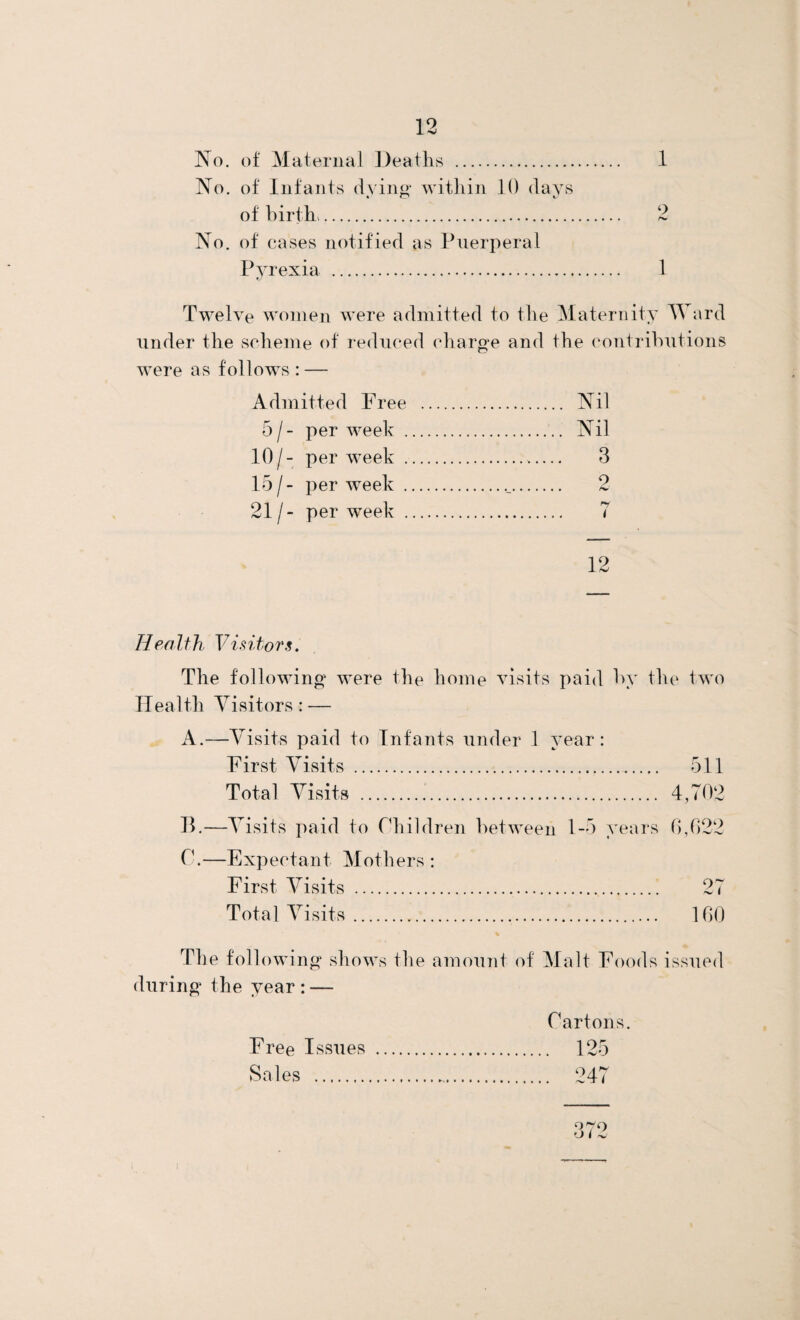 12
No. of Maternal Deaths ........................ 1
No. of Infants dying within 10 days
of birth............................................. 2
No. of cases notified as Puerperal
Pyrexia .......................................... 1
Twelve women were admitted to the Maternity Ward
under the scheme of reduced charge and the contributions
were as follows:—
Admitted Free ..................... Nil
5/- per week ........................ Nil
10/- per week ....................... 3
15/- per week ....................... 2
21/- per week ....................... 7
12
Health Visitors.
The following were the home visits paid by the two
Health Visitors:—
A.—Visits paid to Infants under 1 year:
First Visits ............................................. 511
Total Visits ............................................ 4,702
B.—Visits paid to Children between 1-5 years 6,622
C.—Expectant Mothers:
First Visits ............................................. 27
Total Visits............................................. 160
The following shows the amount of Malt Foods issued
during the year:—
Cartons.
Free Issues ......................... 125
Sales .................................. 247
372